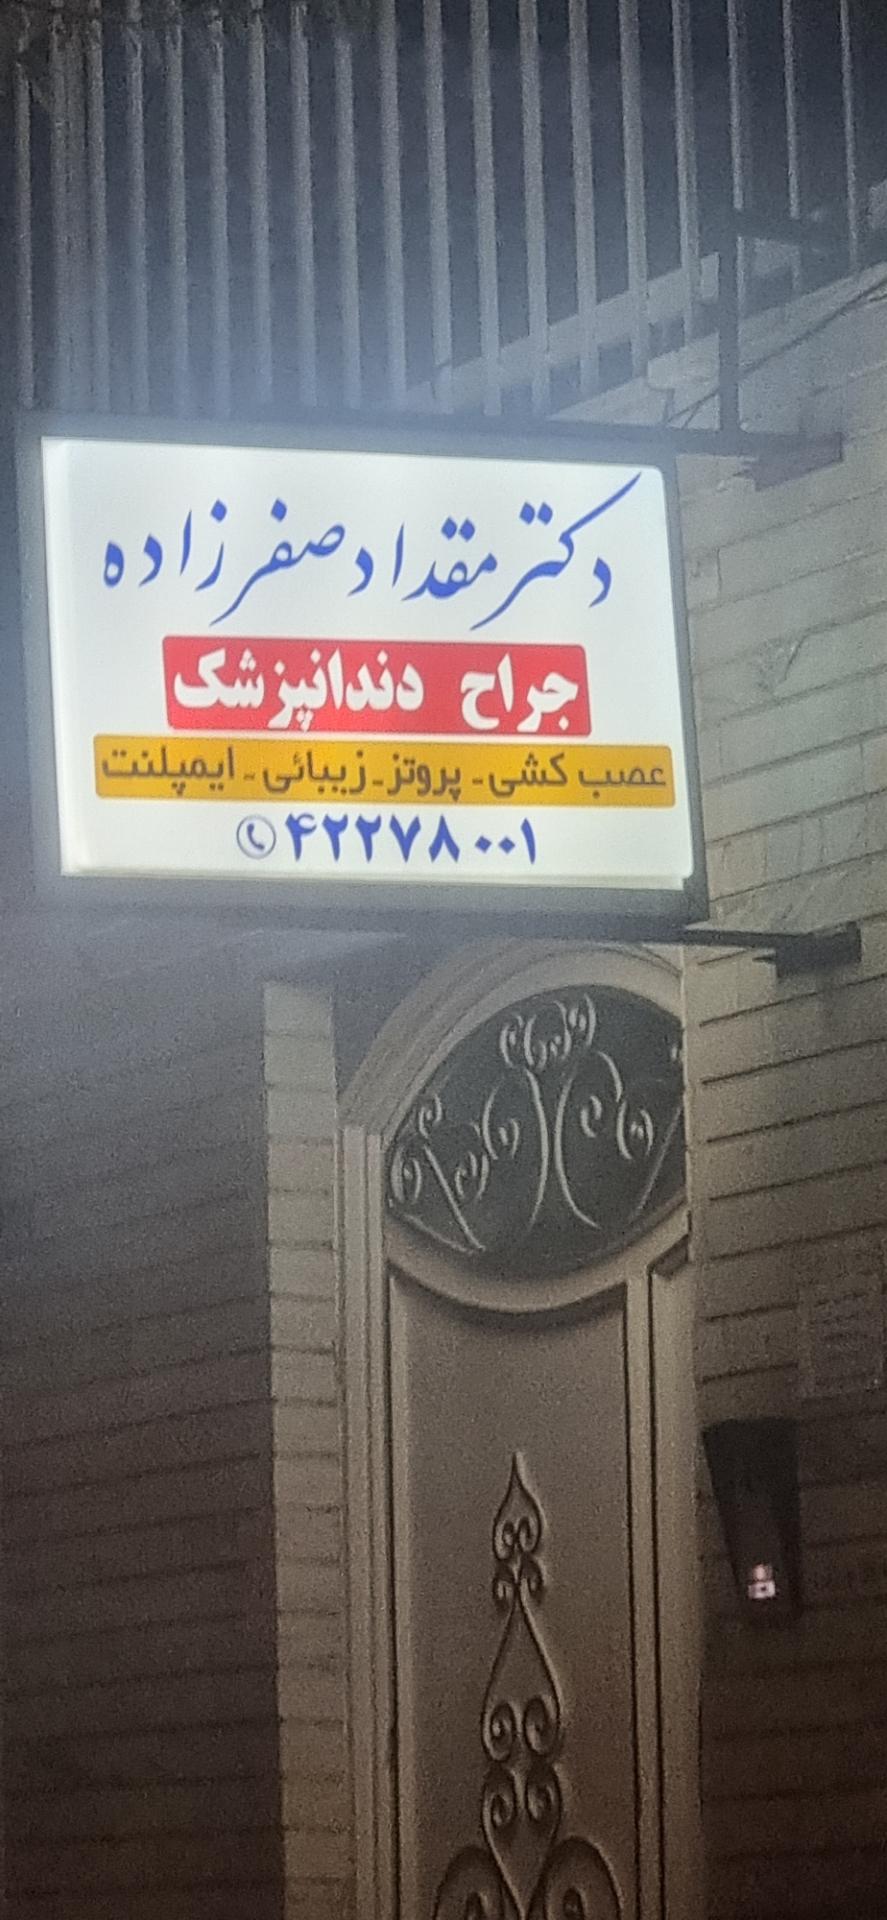 دکتر مقداد صفرزاده
جراح دندانپزشک
عصب کشی - پروتز - زیبائی - ایمپلنت
۴۲۲۷۸۰۰۱